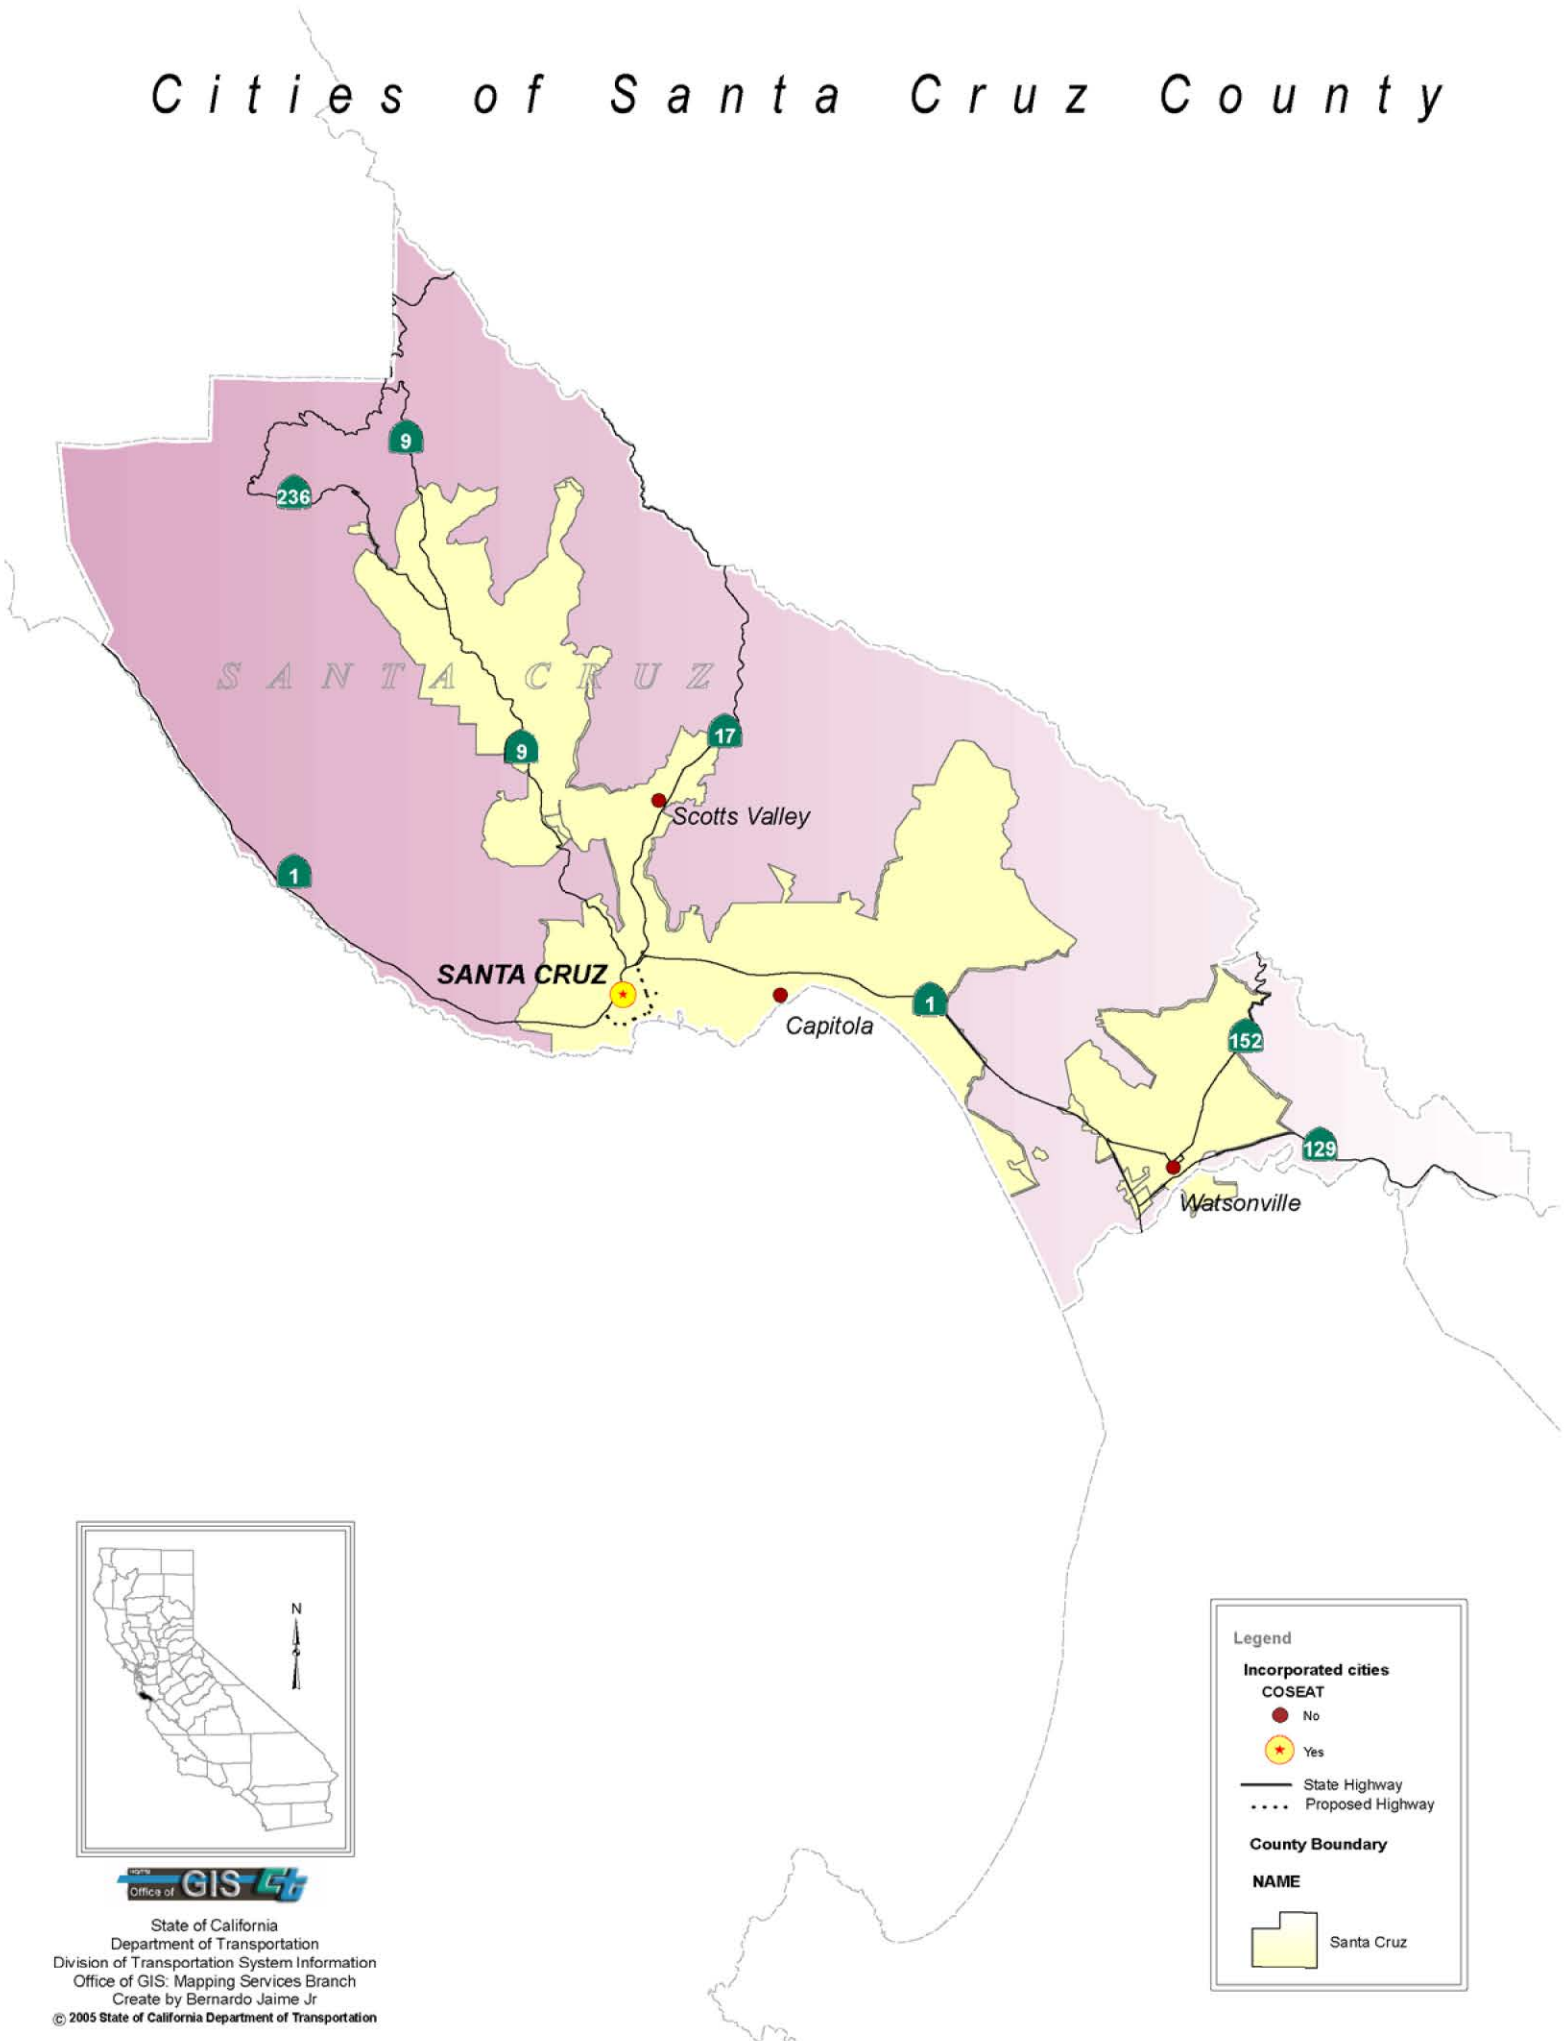 Cities of Santa Cruz County
9
236
SANTA CRUZ
17
9
Scotts Valley
1
SANTA CRUZ
1
Capitola
152
129
Watsonville
N
Legend
Incorporated cities
COSEAT
No
Yes
State Highway
Proposed Highway
County Boundary
NAME
Santa Cruz
Office of GIS Ct
State of California
Department of Transportation
Division of Transportation System Information
Office of GIS: Mapping Services Branch
Create by Bernardo Jaime Jr
© 2005 State of California Department of Transportation